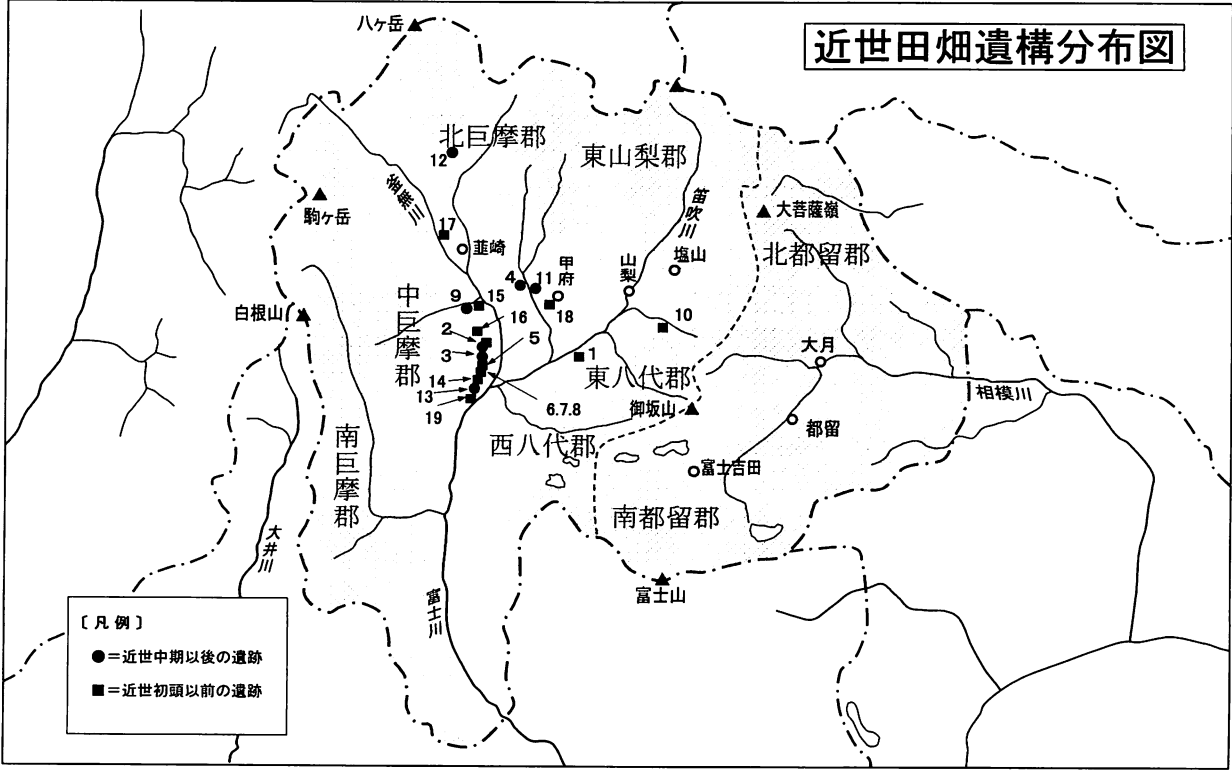 近世田畑遺構分布図
八ヶ岳
北巨摩郡
12
東山梨郡
釜無川
笛吹川
駒ヶ岳
大菩薩嶺
17
韮崎
北都留郡
塩山
山梨
甲府
4
11
中巨摩郡
9
15
18
白根山
16
10
2
5
3
1
大月
14
東八代郡
13
6.7.8
御坂山
相模川
19
都留
西八代郡
南巨摩郡
富士吉田
南都留郡
大井川
富士山
富士川
〔凡例〕
●=近世中期以後の遺跡
■=近世初頭以前の遺跡